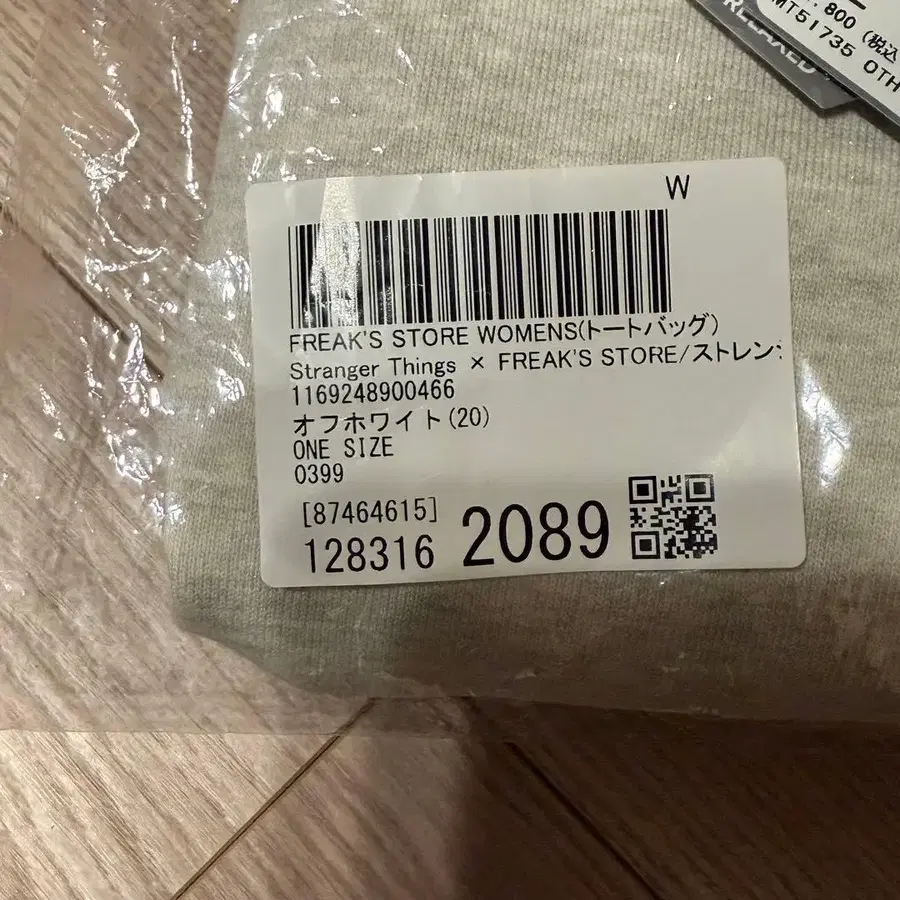 800 (税込
MT51735 OTH
RELAXED
W
FREAK'S STORE WOMENS(トートバッグ)
Stranger Things × FREAK'S STORE/ストレン
1169248900466
オフホワイト(20)
ONE SIZE
0399
[87464615]
128316 2089